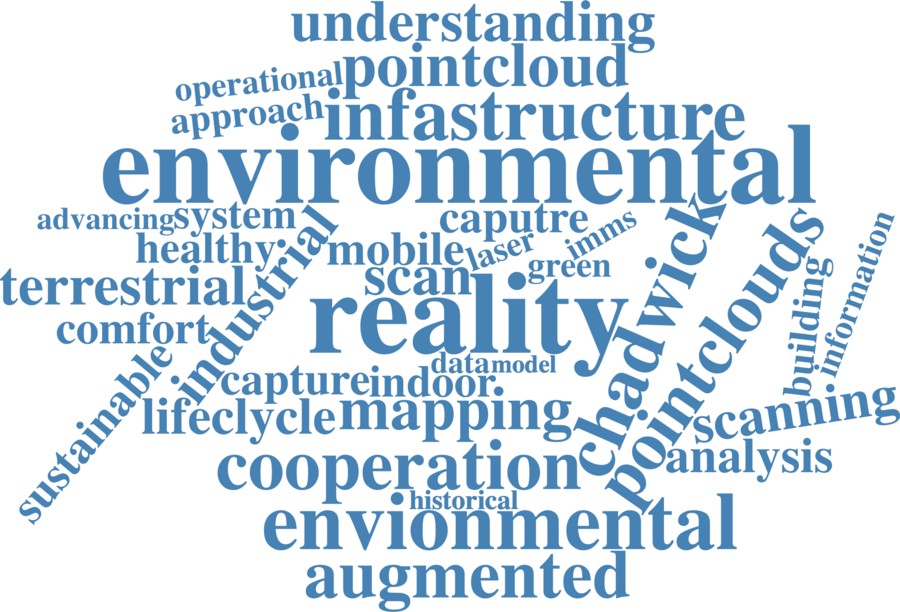 understanding
operational
pointcloud
approach
infastructure
environmental
advancing
system
caputre
healthy
industrial
mobile
laser
imms
chadwick
pointclouds
information
terrestrial
scan
green
building
comfort
reality
sustainable
data
model
capture
indoor
lifeclycle
mapping
scanning
cooperation
analysis
historical
envionmental
augmented